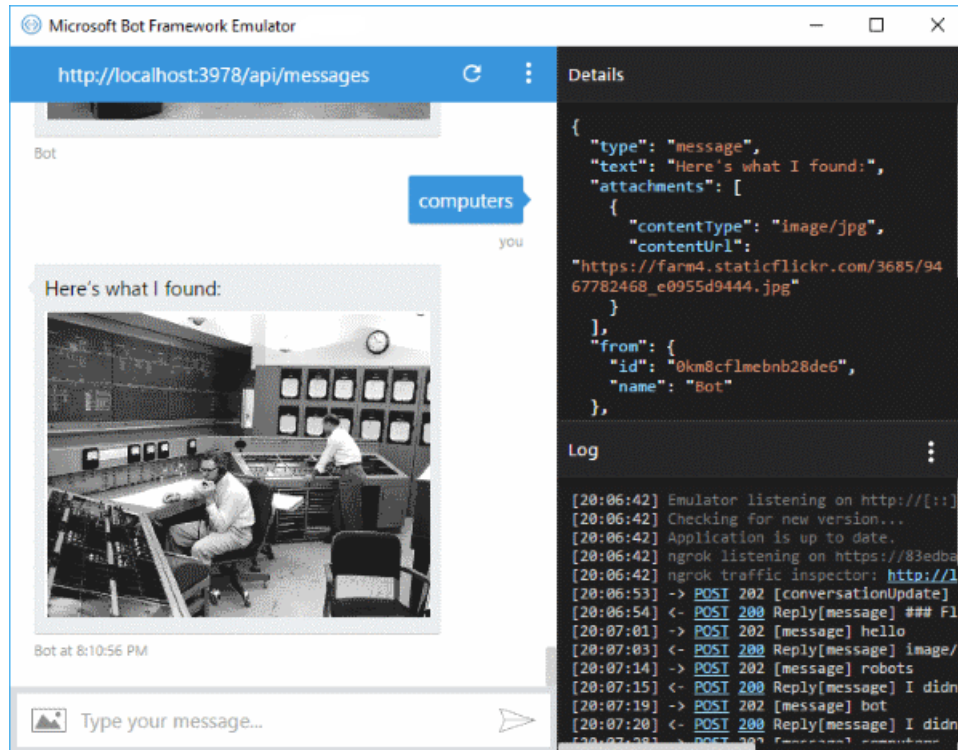 Microsoft Bot Framework Emulator
http://localhost:3978/api/messages
Bot
computers
you
Here's what I found:
Bot at 8:10:56 PM
Type your message...
Details
{
"type": "message",
"text": "Here's what I found:",
"attachments": [
{
"contentType": "image/jpg",
"contentUrl":
"https://farm4.staticflickr.com/3685/94
67782468_e0955d9444.jpg"
}
],
"from": {
"id": "0km8cflmebnb28de6",
"name": "Bot"
},
Log
[20:06:42] Emulator listening on http://[::]
[20:06:42] Checking for new version...
[20:06:42] Application is up to date.
[20:06:42] ngrok listening on https://83edba
[20:06:42] ngrok traffic inspector: http://l
[20:06:53] -> POST 202 [conversationUpdate]
[20:06:54] <- POST 200 Reply[message] ### Fl
[20:07:01] -> POST 202 [message] hello
[20:07:03] <- POST 200 Reply[message] image/
[20:07:14] -> POST 202 [message] robots
[20:07:15] <- POST 200 Reply[message] I didn
[20:07:19] -> POST 202 [message] bot
[20:07:20] <- POST 200 Reply[message] I didn